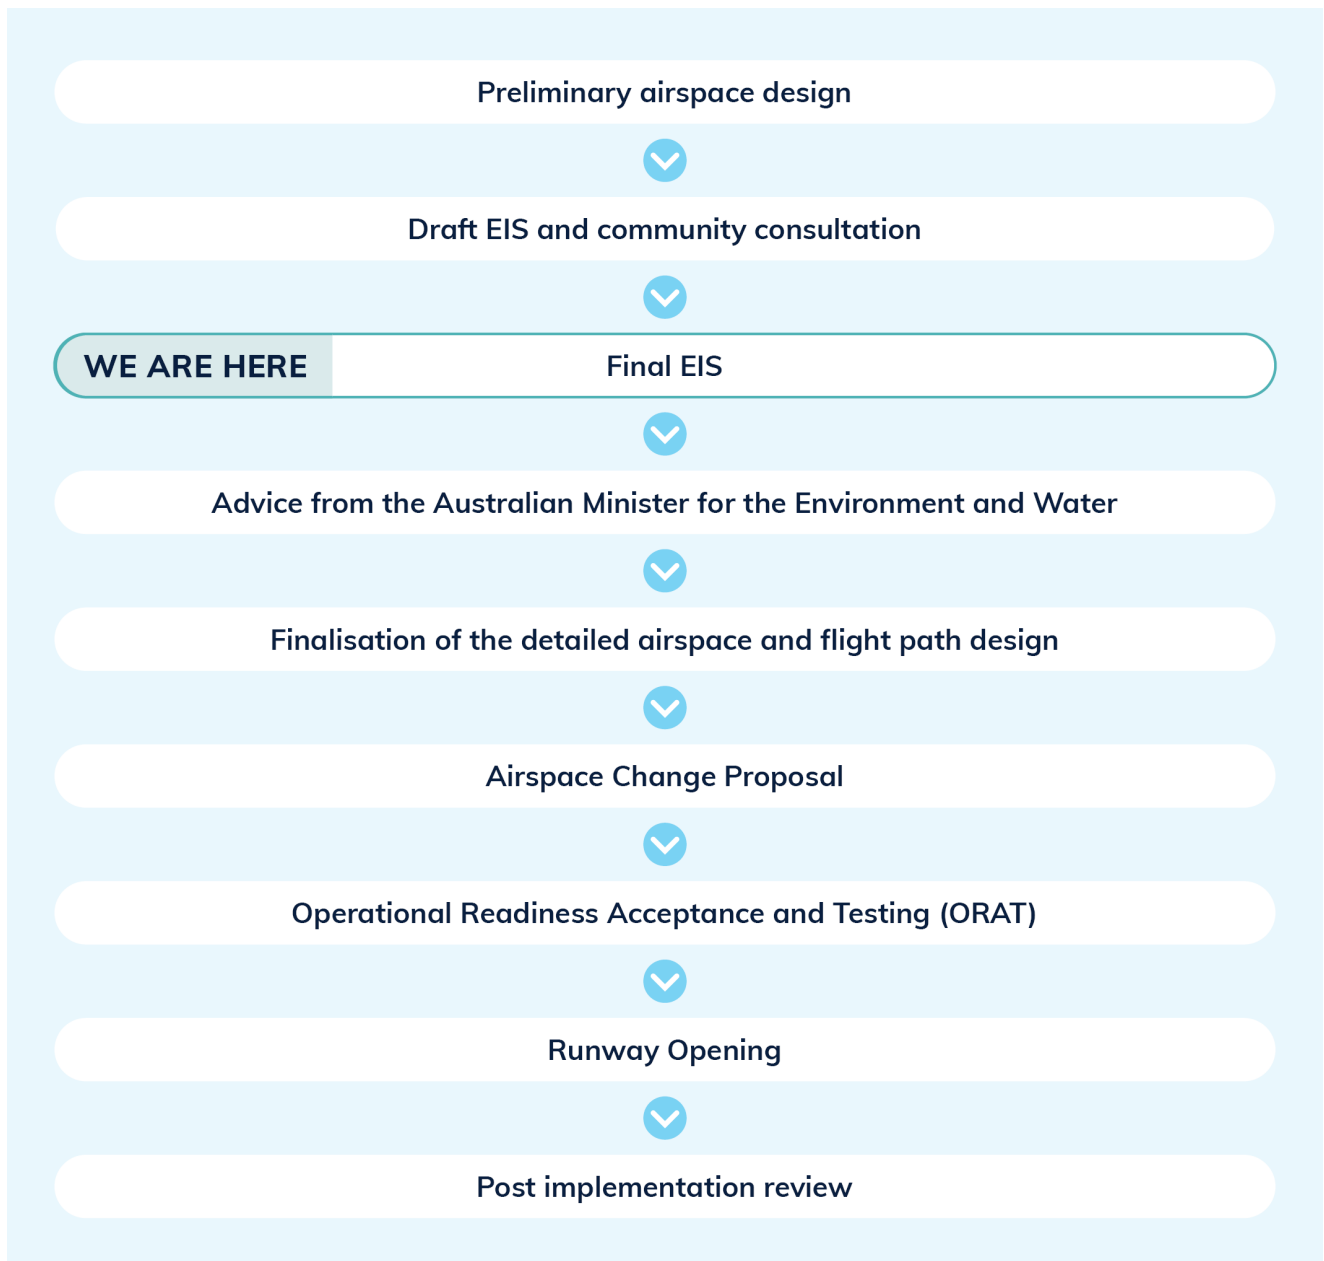 Preliminary airspace design
Draft EIS and community consultation
WE ARE HERE
Final EIS
Advice from the Australian Minister for the Environment and Water
Finalisation of the detailed airspace and flight path design
Airspace Change Proposal
Operational Readiness Acceptance and Testing (ORAT)
Runway Opening
Post implementation review